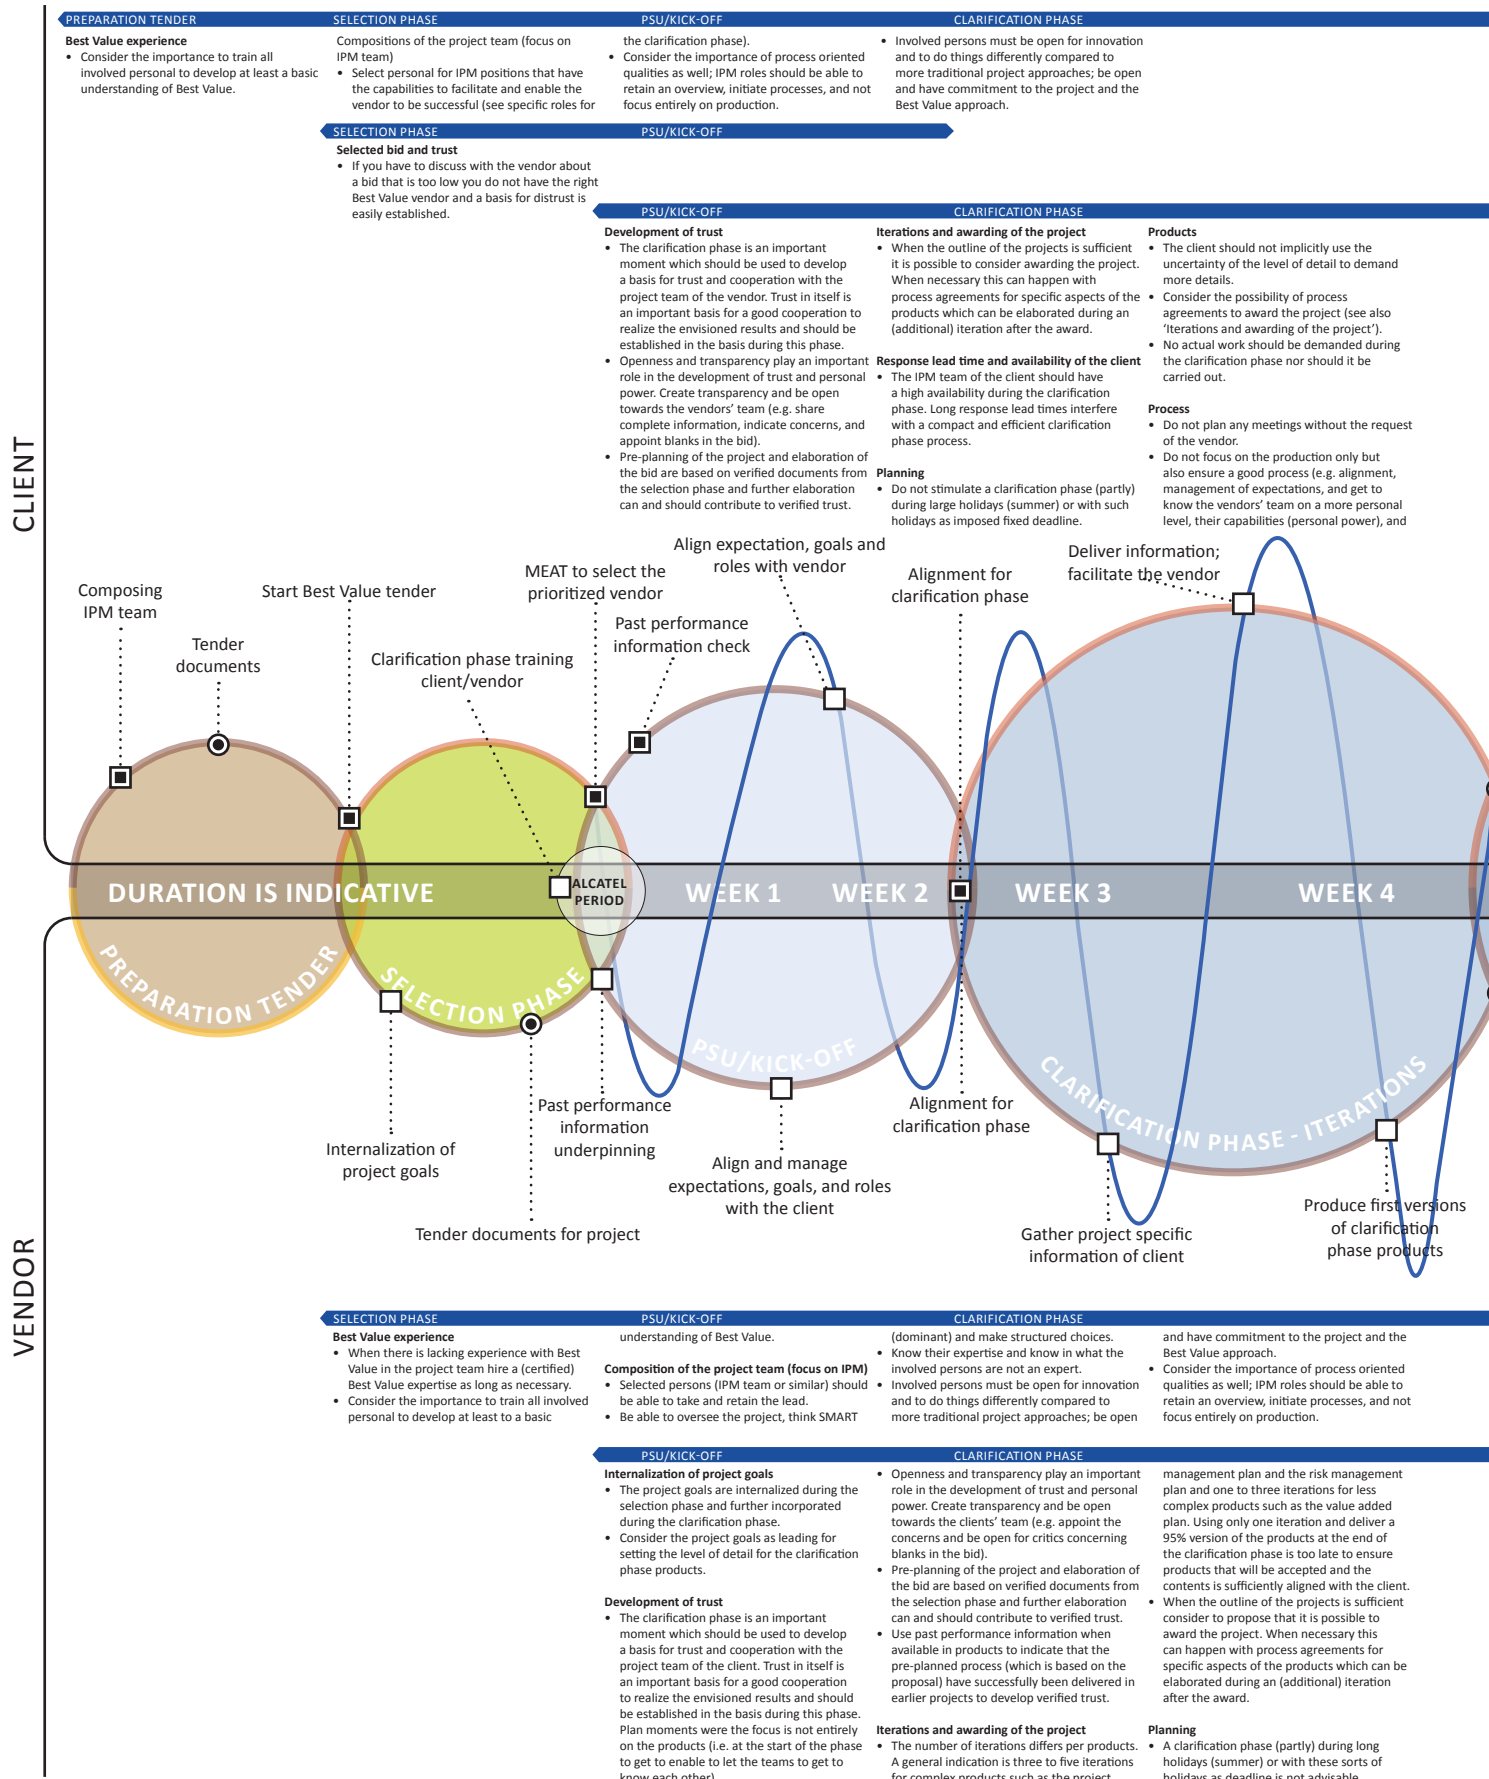 PREPARATION TENDER
SELECTION PHASE
PSU/KICK-OFF
CLARIFICATION PHASE
Best Value experience
• Consider the importance to train all
involved personal to develop at least a basic
understanding of Best Value.
Compositions of the project team (focus on
IPM team)
• Select personal for IPM positions that have
the capabilities to facilitate and enable the
vendor to be successful (see specific roles for
the clarification phase).
• Consider the importance of process oriented
qualities as well; IPM roles should be able to
retain an overview, initiate processes, and not
focus entirely on production.
• Involved persons must be open for innovation
and to do things differently compared to
more traditional project approaches; be open
and have commitment to the project and the
Best Value approach.
SELECTION PHASE
PSU/KICK-OFF
Selected bid and trust
• If you have to discuss with the vendor about
a bid that is too low you do not have the right
Best Value vendor and a basis for distrust is
easily established.
PSU/KICK-OFF
CLARIFICATION PHASE
Development of trust
• The clarification phase is an important
moment which should be used to develop
a basis for trust and cooperation with the
project team of the vendor. Trust in itself is
an important basis for a good cooperation to
realize the envisioned results and should be
established in the basis during this phase.
• Openness and transparency play an important
role in the development of trust and personal
power. Create transparency and be open
towards the vendors' team (e.g. share
complete information, indicate concerns, and
appoint blanks in the bid).
• Pre-planning of the project and elaboration of
the bid are based on verified documents from
the selection phase and further elaboration
can and should contribute to verified trust.
Iterations and awarding of the project
• When the outline of the projects is sufficient
it is possible to consider awarding the project.
When necessary this can happen with
process agreements for specific aspects of the
products which can be elaborated during an
(additional) iteration after the award.
Response lead time and availability of the client
• The IPM team of the client should have
a high availability during the clarification
phase. Long response lead times interfere
with a compact and efficient clarification
phase process.
Planning
• Do not stimulate a clarification phase (partly)
during large holidays (summer) or with such
holidays as imposed fixed deadline.
Products
• The client should not implicitly use the
uncertainty of the level of detail to demand
more details.
• Consider the possibility of process
agreements to award the project (see also
'Iterations and awarding of the project').
• No actual work should be demanded during
the clarification phase nor should it be
carried out.
Process
• Do not plan any meetings without the request
of the vendor.
• Do not focus on the production only but
also ensure a good process (e.g. alignment,
management of expectations, and get to
know the vendors' team on a more personal
level, their capabilities (personal power), and
CLIENT
Composing
IPM team
Tender
documents
Start Best Value tender
Clarification phase training
client/vendor
MEAT to select the
prioritized vendor
Past performance
information check
Align expectation, goals and
roles with vendor
Alignment for
clarification phase
Deliver information;
facilitate the vendor
DURATION IS INDICATIVE
ALCATEL
PERIOD
WEEK 1
WEEK 2
WEEK 3
WEEK 4
PREPARATION TENDER
SELECTION PHASE
PSU/KICK-OFF
CLARIFICATION PHASE - ITERATIONS
VENDOR
Internalization of
project goals
Tender documents for project
Past performance
information
underpinning
Align and manage
expectations, goals, and roles
with the client
Alignment for
clarification phase
Gather project specific
information of client
Produce first versions
of clarification
phase products
SELECTION PHASE
PSU/KICK-OFF
CLARIFICATION PHASE
Best Value experience
• When there is lacking experience with Best
Value in the project team hire a (certified)
Best Value expertise as long as necessary.
• Consider the importance to train all involved
personal to develop at least to a basic
understanding of Best Value.
Composition of the project team (focus on IPM)
• Selected persons (IPM team or similar) should
be able to take and retain the lead.
• Be able to oversee the project, think SMART
(dominant) and make structured choices.
• Know their expertise and know in what the
involved persons are not an expert.
• Involved persons must be open for innovation
and to do things differently compared to
more traditional project approaches; be open
and have commitment to the project and the
Best Value approach.
• Consider the importance of process oriented
qualities as well; IPM roles should be able to
retain an overview, initiate processes, and not
focus entirely on production.
PSU/KICK-OFF
CLARIFICATION PHASE
Internalization of project goals
• The project goals are internalized during the
selection phase and further incorporated
during the clarification phase.
• Consider the project goals as leading for
setting the level of detail for the clarification
phase products.
Development of trust
• The clarification phase is an important
moment which should be used to develop
a basis for trust and cooperation with the
project team of the client. Trust in itself is
an important basis for a good cooperation
to realize the envisioned results and should
be established in the basis during this phase.
Plan moments were the focus is not entirely
on the products (i.e. at the start of the phase
to get to enable to let the teams to get to
know each other)
• Openness and transparency play an important
role in the development of trust and personal
power. Create transparency and be open
towards the clients' team (e.g. appoint the
concerns and be open for critics concerning
blanks in the bid).
• Pre-planning of the project and elaboration of
the bid are based on verified documents from
the selection phase and further elaboration
can and should contribute to verified trust.
• Use past performance information when
available in products to indicate that the
pre-planned process (which is based on the
proposal) have successfully been delivered in
earlier projects to develop verified trust.
Iterations and awarding of the project
• The number of iterations differs per products.
A general indication is three to five iterations
for complex products such as the project
management plan and the risk management
plan and one to three iterations for less
complex products such as the value added
plan. Using only one iteration and deliver a
95% version of the products at the end of
the clarification phase is too late to ensure
products that will be accepted and the
contents is sufficiently aligned with the client.
• When the outline of the projects is sufficient
consider to propose that it is possible to
award the project. When necessary this
can happen with process agreements for
specific aspects of the products which can be
elaborated during an (additional) iteration
after the award.
Planning
• A clarification phase (partly) during long
holidays (summer) or with these sorts of
holidays as deadline is not advisable